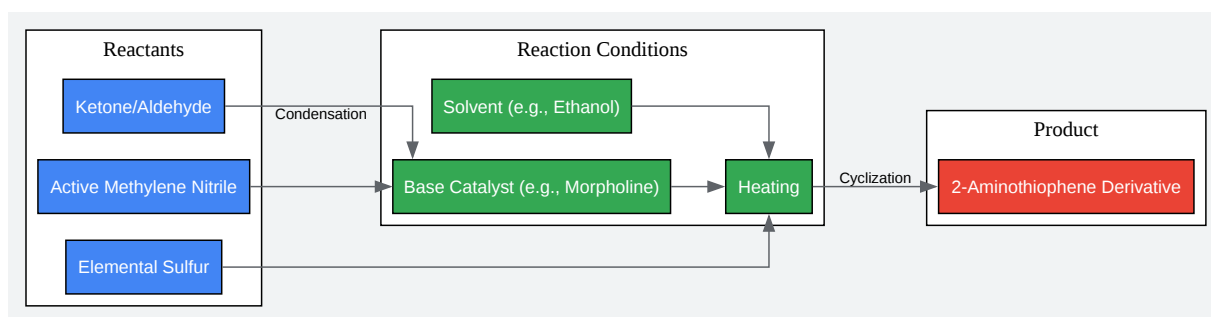 Reactants
Ketone/Aldehyde
Active Methylene Nitrile
Elemental Sulfur
Condensation
Reaction Conditions
Solvent (e.g., Ethanol)
Base Catalyst (e.g., Morpholine)
Heating
Cyclization
Product
2-Aminothiophene Derivative